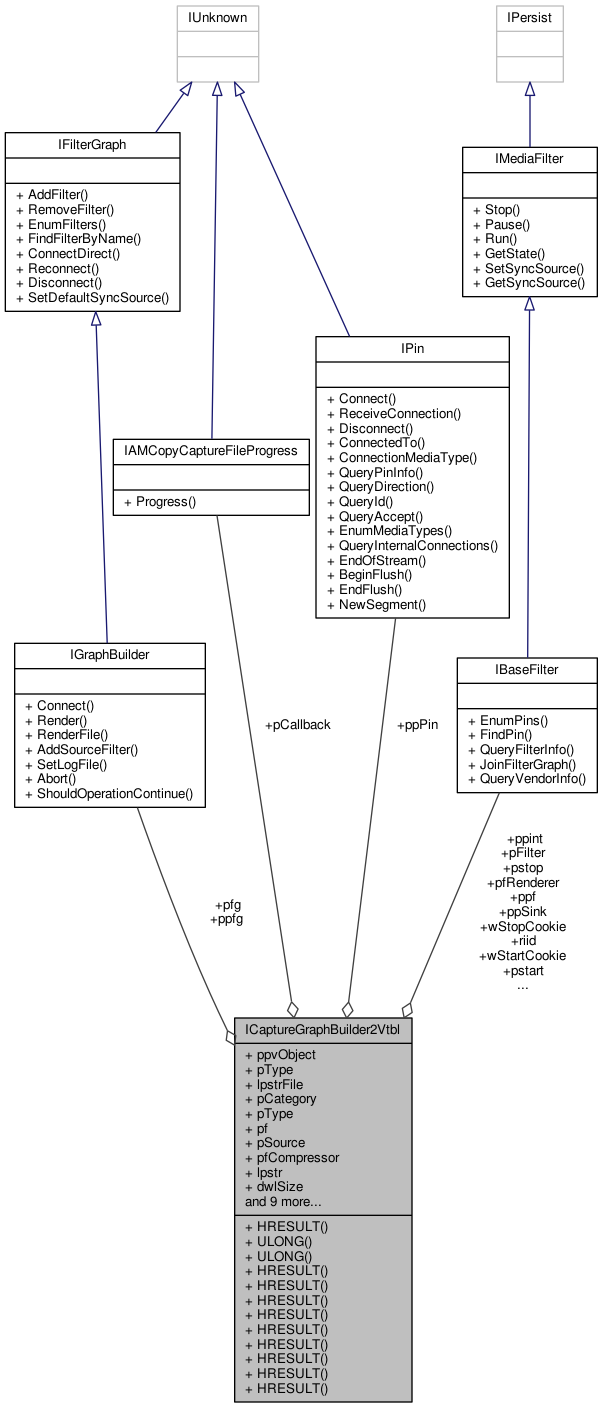 IUnknown
IPersist
IFilterGraph
+ AddFilter()
+ RemoveFilter()
+ EnumFilters()
+ FindFilterByName()
+ ConnectDirect()
+ Reconnect()
+ Disconnect()
+ SetDefaultSyncSource()
IMediaFilter
+ Stop()
+ Pause()
+ Run()
+ GetState()
+ SetSyncSource()
+ GetSyncSource()
IPin
+ Connect()
+ ReceiveConnection()
+ Disconnect()
+ ConnectedTo()
+ ConnectionMediaType()
+ QueryPinInfo()
+ QueryDirection()
+ QueryId()
+ QueryAccept()
+ EnumMediaTypes()
+ QueryInternalConnections()
+ EndOfStream()
+ BeginFlush()
+ EndFlush()
+ NewSegment()
IAMCopyCaptureFileProgress
+ Progress()
IGraphBuilder
+ Connect()
+ Render()
+ RenderFile()
+ AddSourceFilter()
+ SetLogFile()
+ Abort()
+ ShouldOperationContinue()
IBaseFilter
+ EnumPins()
+ FindPin()
+ QueryFilterInfo()
+ JoinFilterGraph()
+ QueryVendorInfo()
+pCallback
+ppPin
+pfg
+ppfg
+ppint
+pFilter
+pstop
+pfRenderer
+ppf
+ppSink
+wStopCookie
+riid
+wStartCookie
+pstart
...
ICaptureGraphBuilder2Vtbl
+ ppvObject
+ pType
+ lpstrFile
+ pCategory
+ pType
+ pf
+ pSource
+ pfCompressor
+ lpstr
+ dwlSize
and 9 more...
+ HRESULT()
+ ULONG()
+ ULONG()
+ HRESULT()
+ HRESULT()
+ HRESULT()
+ HRESULT()
+ HRESULT()
+ HRESULT()
+ HRESULT()
+ HRESULT()
+ HRESULT()